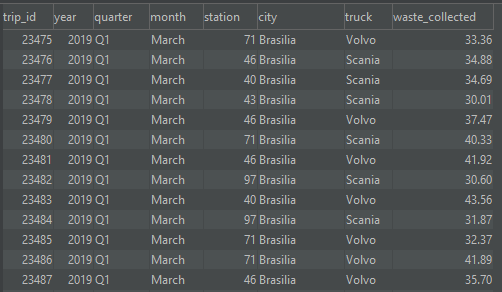 trip_id year quarter month station city truck waste_collected
23475 2019 Q1 March 71 Brasilia Volvo 33.36
23476 2019 Q1 March 46 Brasilia Scania 34.88
23477 2019 Q1 March 40 Brasilia Scania 34.69
23478 2019 Q1 March 43 Brasilia Scania 30.01
23479 2019 Q1 March 46 Brasilia Volvo 37.47
23480 2019 Q1 March 71 Brasilia Scania 40.33
23481 2019 Q1 March 46 Brasilia Volvo 41.92
23482 2019 Q1 March 97 Brasilia Scania 30.60
23483 2019 Q1 March 40 Brasilia Volvo 43.56
23484 2019 Q1 March 97 Brasilia Scania 31.87
23485 2019 Q1 March 71 Brasilia Volvo 32.37
23486 2019 Q1 March 71 Brasilia Volvo 41.89
23487 2019 Q1 March 46 Brasilia Volvo 35.70